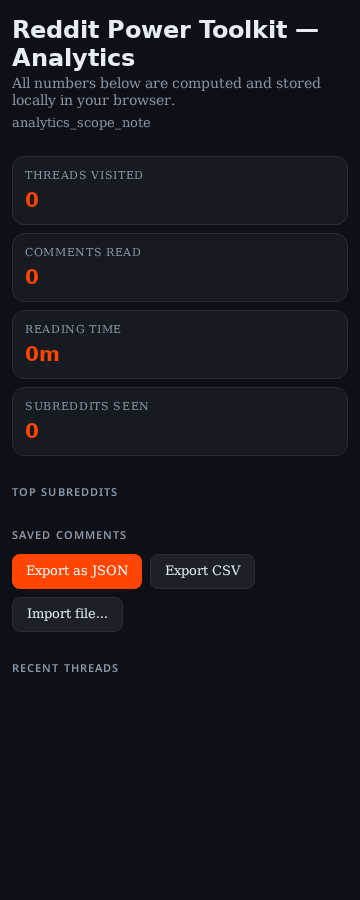 Reddit Power Toolkit —
Analytics
All numbers below are computed and stored
locally in your browser.
analytics_scope_note
THREADS VISITED
0
COMMENTS READ
0
READING TIME
0m
SUBREDDITS SEEN
0
TOP SUBREDDITS
SAVED COMMENTS
Export as JSON
Export CSV
Import file...
RECENT THREADS